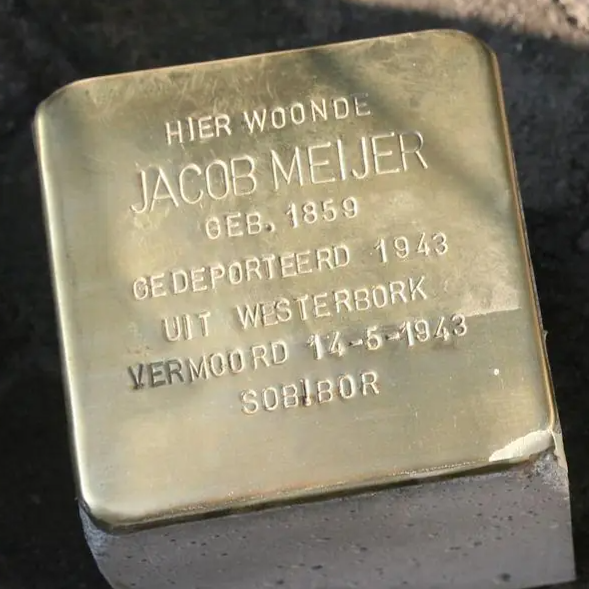 HIER WOONDE
JACOB MEIJER
GEB. 1859
GEDEPORTEERD 1943
UIT WESTERBORK
VERMOORD 14-5-1943
SOBIBOR